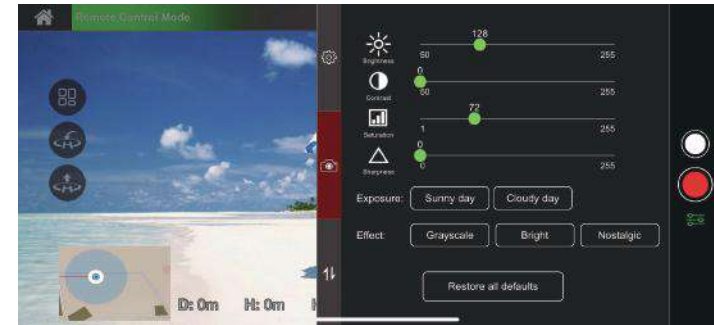 Remote Control Mode
128
Brightness
50
255
0
Contrast
50
255
72
Saturation
1
255
0
Sharpness
0
255
Exposure:
Sunny day
Cloudy day
Effect:
Grayscale
Bright
Nostalgic
D: 0m
H: 0m
Restore all defaults